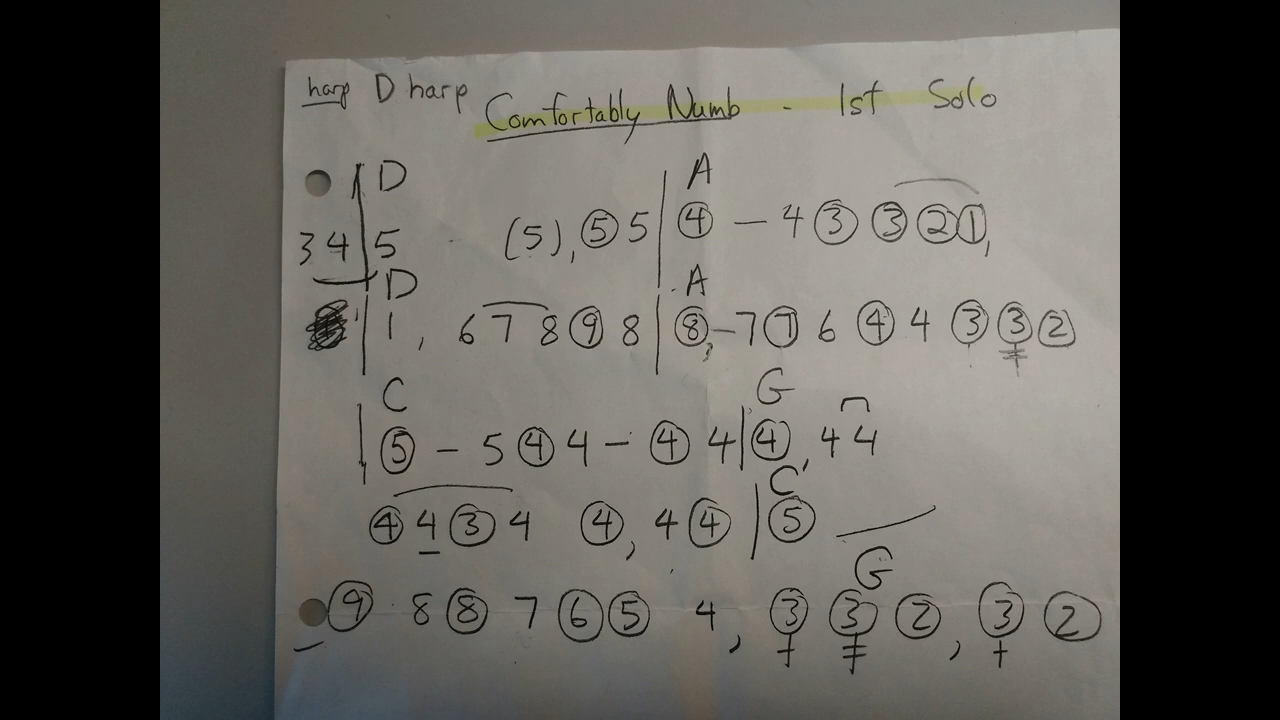 harp D harp Comfortably Numb - 1st Solo
D A
3 4 | 5 (5), ⑤ 5 | ④ – 4 ③ ③ ② ①,
D A
| 1, 6 7 8 ⑨ 8 | ⑧, – 7 ⑦ 6 ④ 4 ③ ③ ②
C G
| ⑤ – 5 ④ 4 – ④ 4 | ④, 4 4
C
④ 4 ③ 4 ④, 4 ④ | ⑤
G
⑨ 8 ⑧ 7 ⑥ ⑤ 4, ③ ③ ②, ③ ②